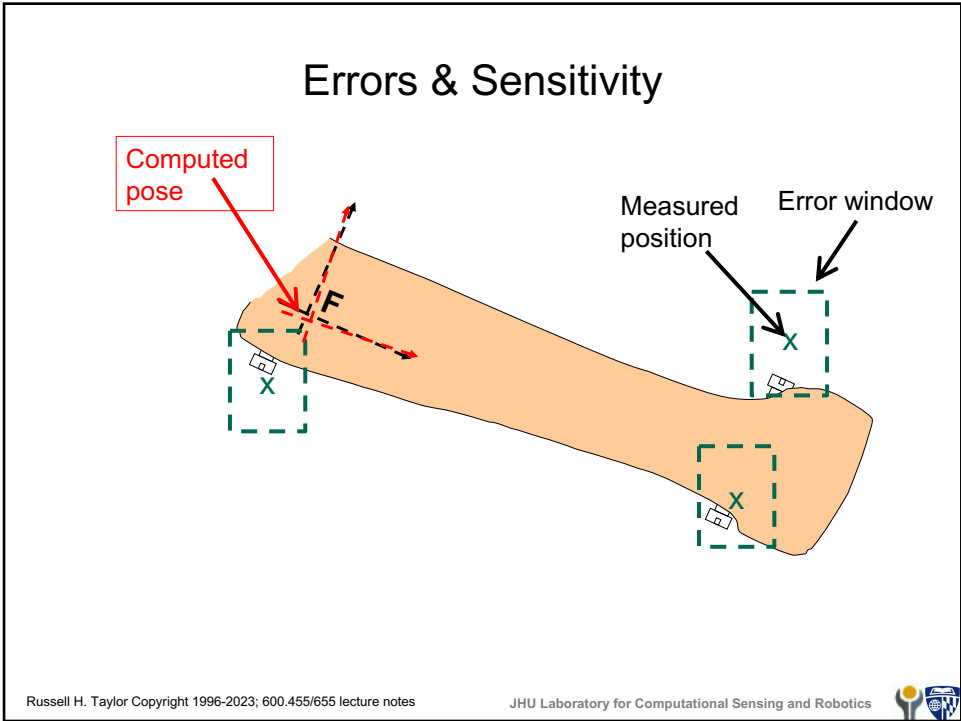 Errors & Sensitivity
Computed
pose
Measured
position
Error window
F
x
x
x
Russell H. Taylor Copyright 1996-2023; 600.455/655 lecture notes
JHU Laboratory for Computational Sensing and Robotics